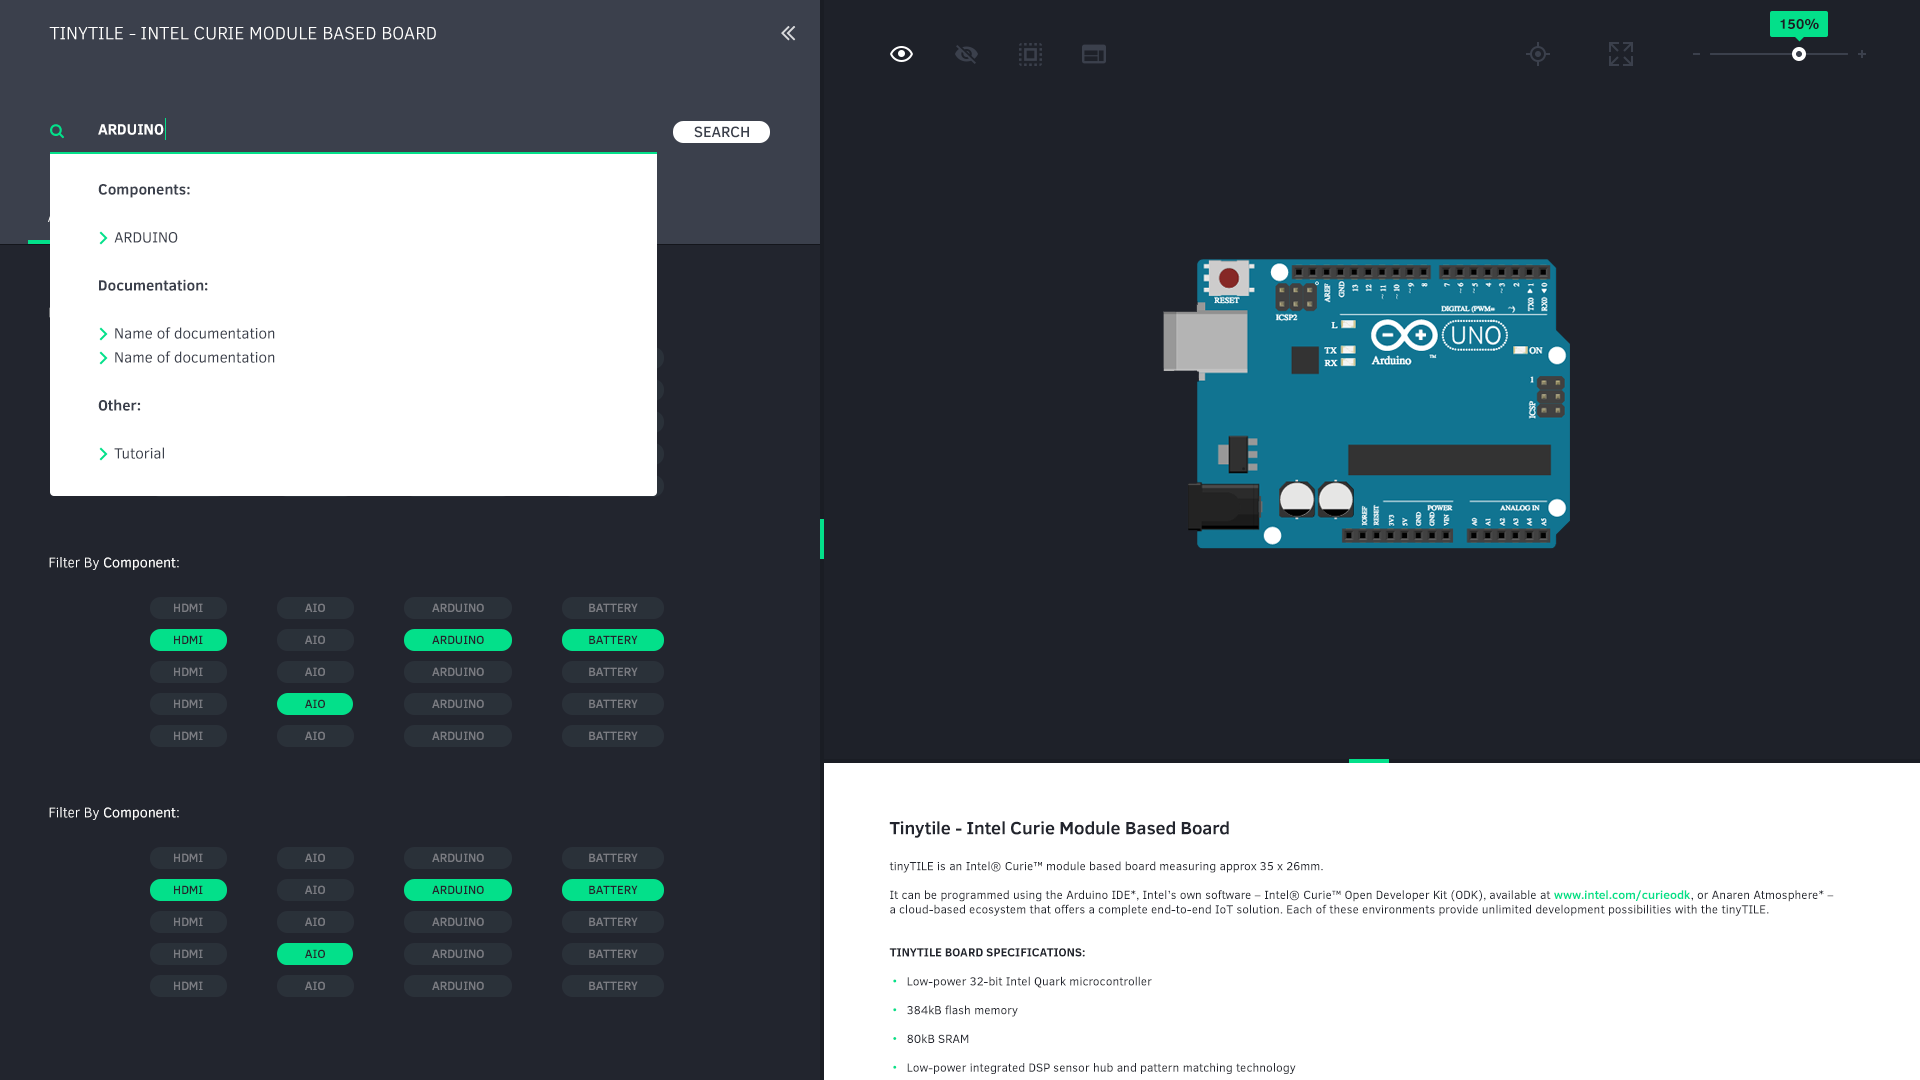 TINYTILE - INTEL CURIE MODULE BASED BOARD
150%
ARDUINO
SEARCH
Components:
ARDUINO
Documentation:
Name of documentation
Name of documentation
Other:
Tutorial
Filter By Component:
HDMI AIO ARDUINO BATTERY
HDMI AIO ARDUINO BATTERY
HDMI AIO ARDUINO BATTERY
HDMI AIO ARDUINO BATTERY
HDMI AIO ARDUINO BATTERY
Filter By Component:
HDMI AIO ARDUINO BATTERY
HDMI AIO ARDUINO BATTERY
HDMI AIO ARDUINO BATTERY
HDMI AIO ARDUINO BATTERY
HDMI AIO ARDUINO BATTERY
RESET
ICSP2
AREF
GND
13
12
~11
~10
~9
8
7
~6
~5
4
~3
2
TX0 ▶ 1
RX0 ◀ 0
DIGITAL (PWM= ~)
L
TX
RX
UNO
Arduino ™
ON
1
ICSP
POWER
ANALOG IN
IOREF
RESET
3V3
5V
GND
GND
VIN
A0
A1
A2
A3
A4
A5
Tinytile - Intel Curie Module Based Board
tinyTILE is an Intel® Curie™ module based board measuring approx 35 x 26mm.
It can be programmed using the Arduino IDE*, Intel's own software – Intel® Curie™ Open Developer Kit (ODK), available at www.intel.com/curieodk, or Anaren Atmosphere* –
a cloud-based ecosystem that offers a complete end-to-end IoT solution. Each of these environments provide unlimited development possibilities with the tinyTILE.
TINYTILE BOARD SPECIFICATIONS:
• Low-power 32-bit Intel Quark microcontroller
• 384kB flash memory
• 80kB SRAM
• Low-power integrated DSP sensor hub and pattern matching technology